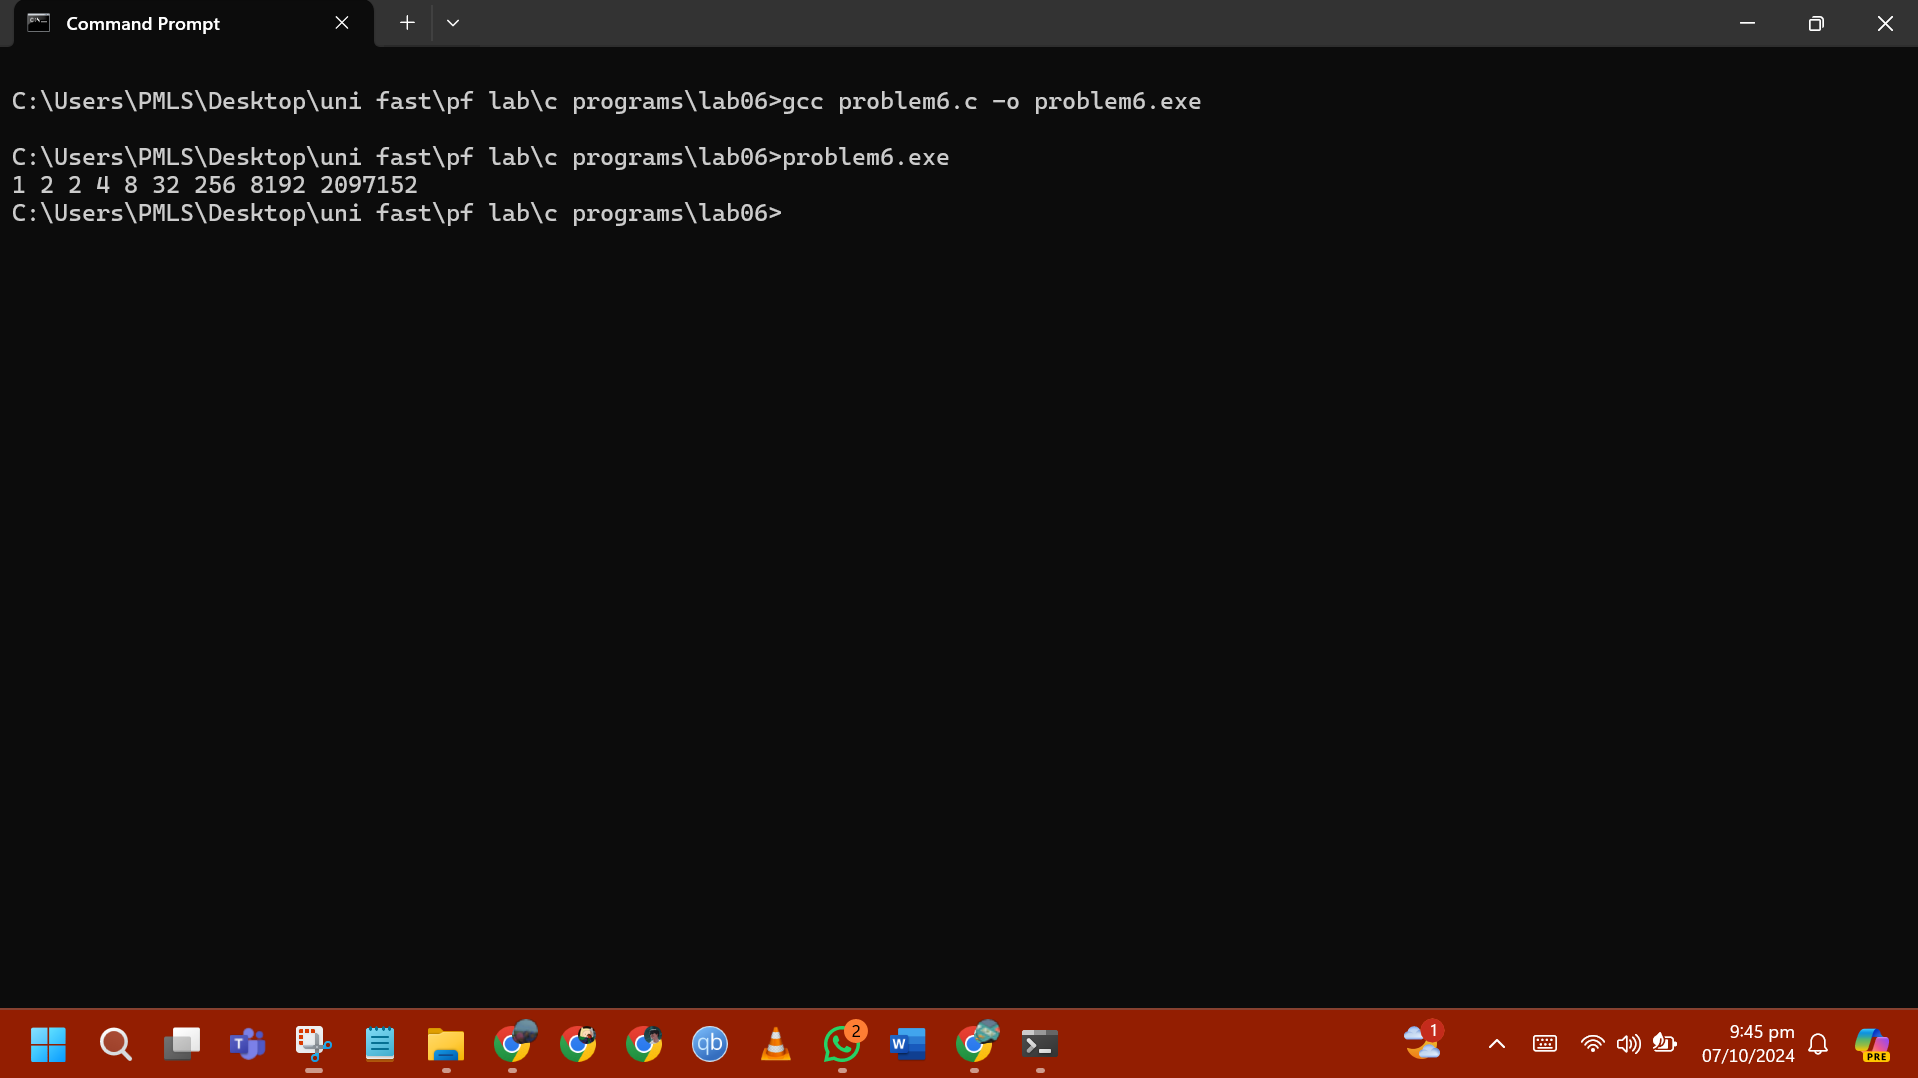 Command Prompt
C:\Users\PMLS\Desktop\uni fast\pf lab\c programs\lab06>gcc problem6.c -o problem6.exe
C:\Users\PMLS\Desktop\uni fast\pf lab\c programs\lab06>problem6.exe
1 2 2 4 8 32 256 8192 2097152
C:\Users\PMLS\Desktop\uni fast\pf lab\c programs\lab06>
T
qb
2
W
1
9:45 pm
07/10/2024
PRE